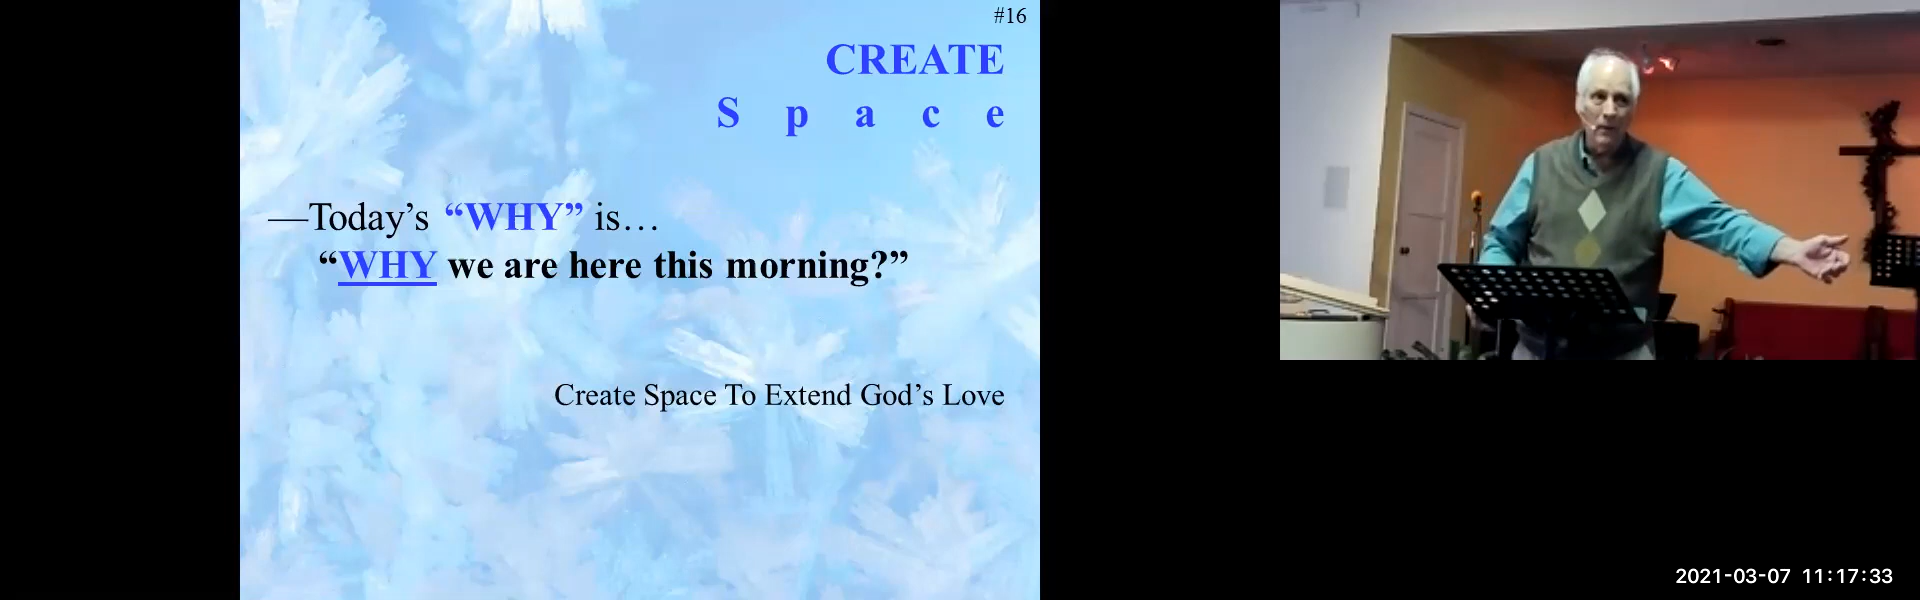 #16
CREATE
S p a c e
—Today’s “WHY” is…
“WHY we are here this morning?”
Create Space To Extend God’s Love
2021-03-07 11:17:33